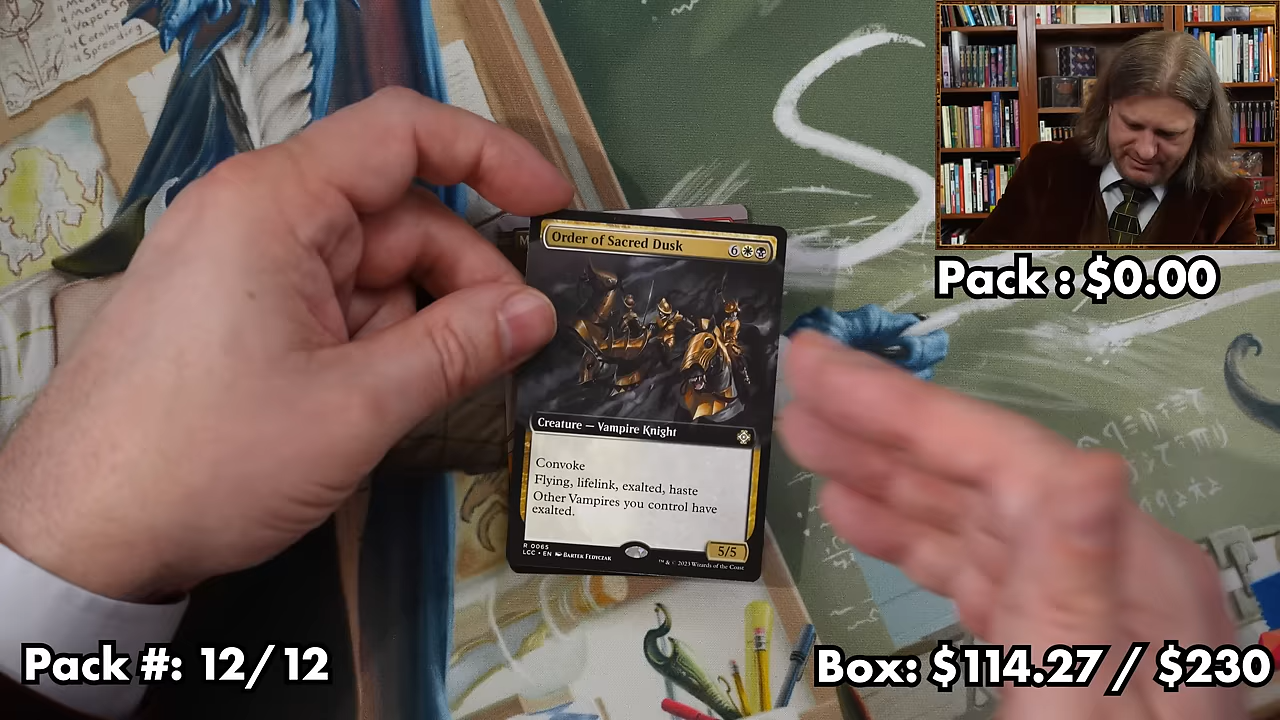 Order of Sacred Dusk
6
Creature — Vampire Knight
Convoke
Flying, lifelink, exalted, haste
Other Vampires you control have
exalted.
5/5
R 0065
LCC • EN Bartek Fedyczak
™ & © 2023 Wizards of the Coast
Pack : $0.00
Pack #: 12/12
Box: $114.27 / $230